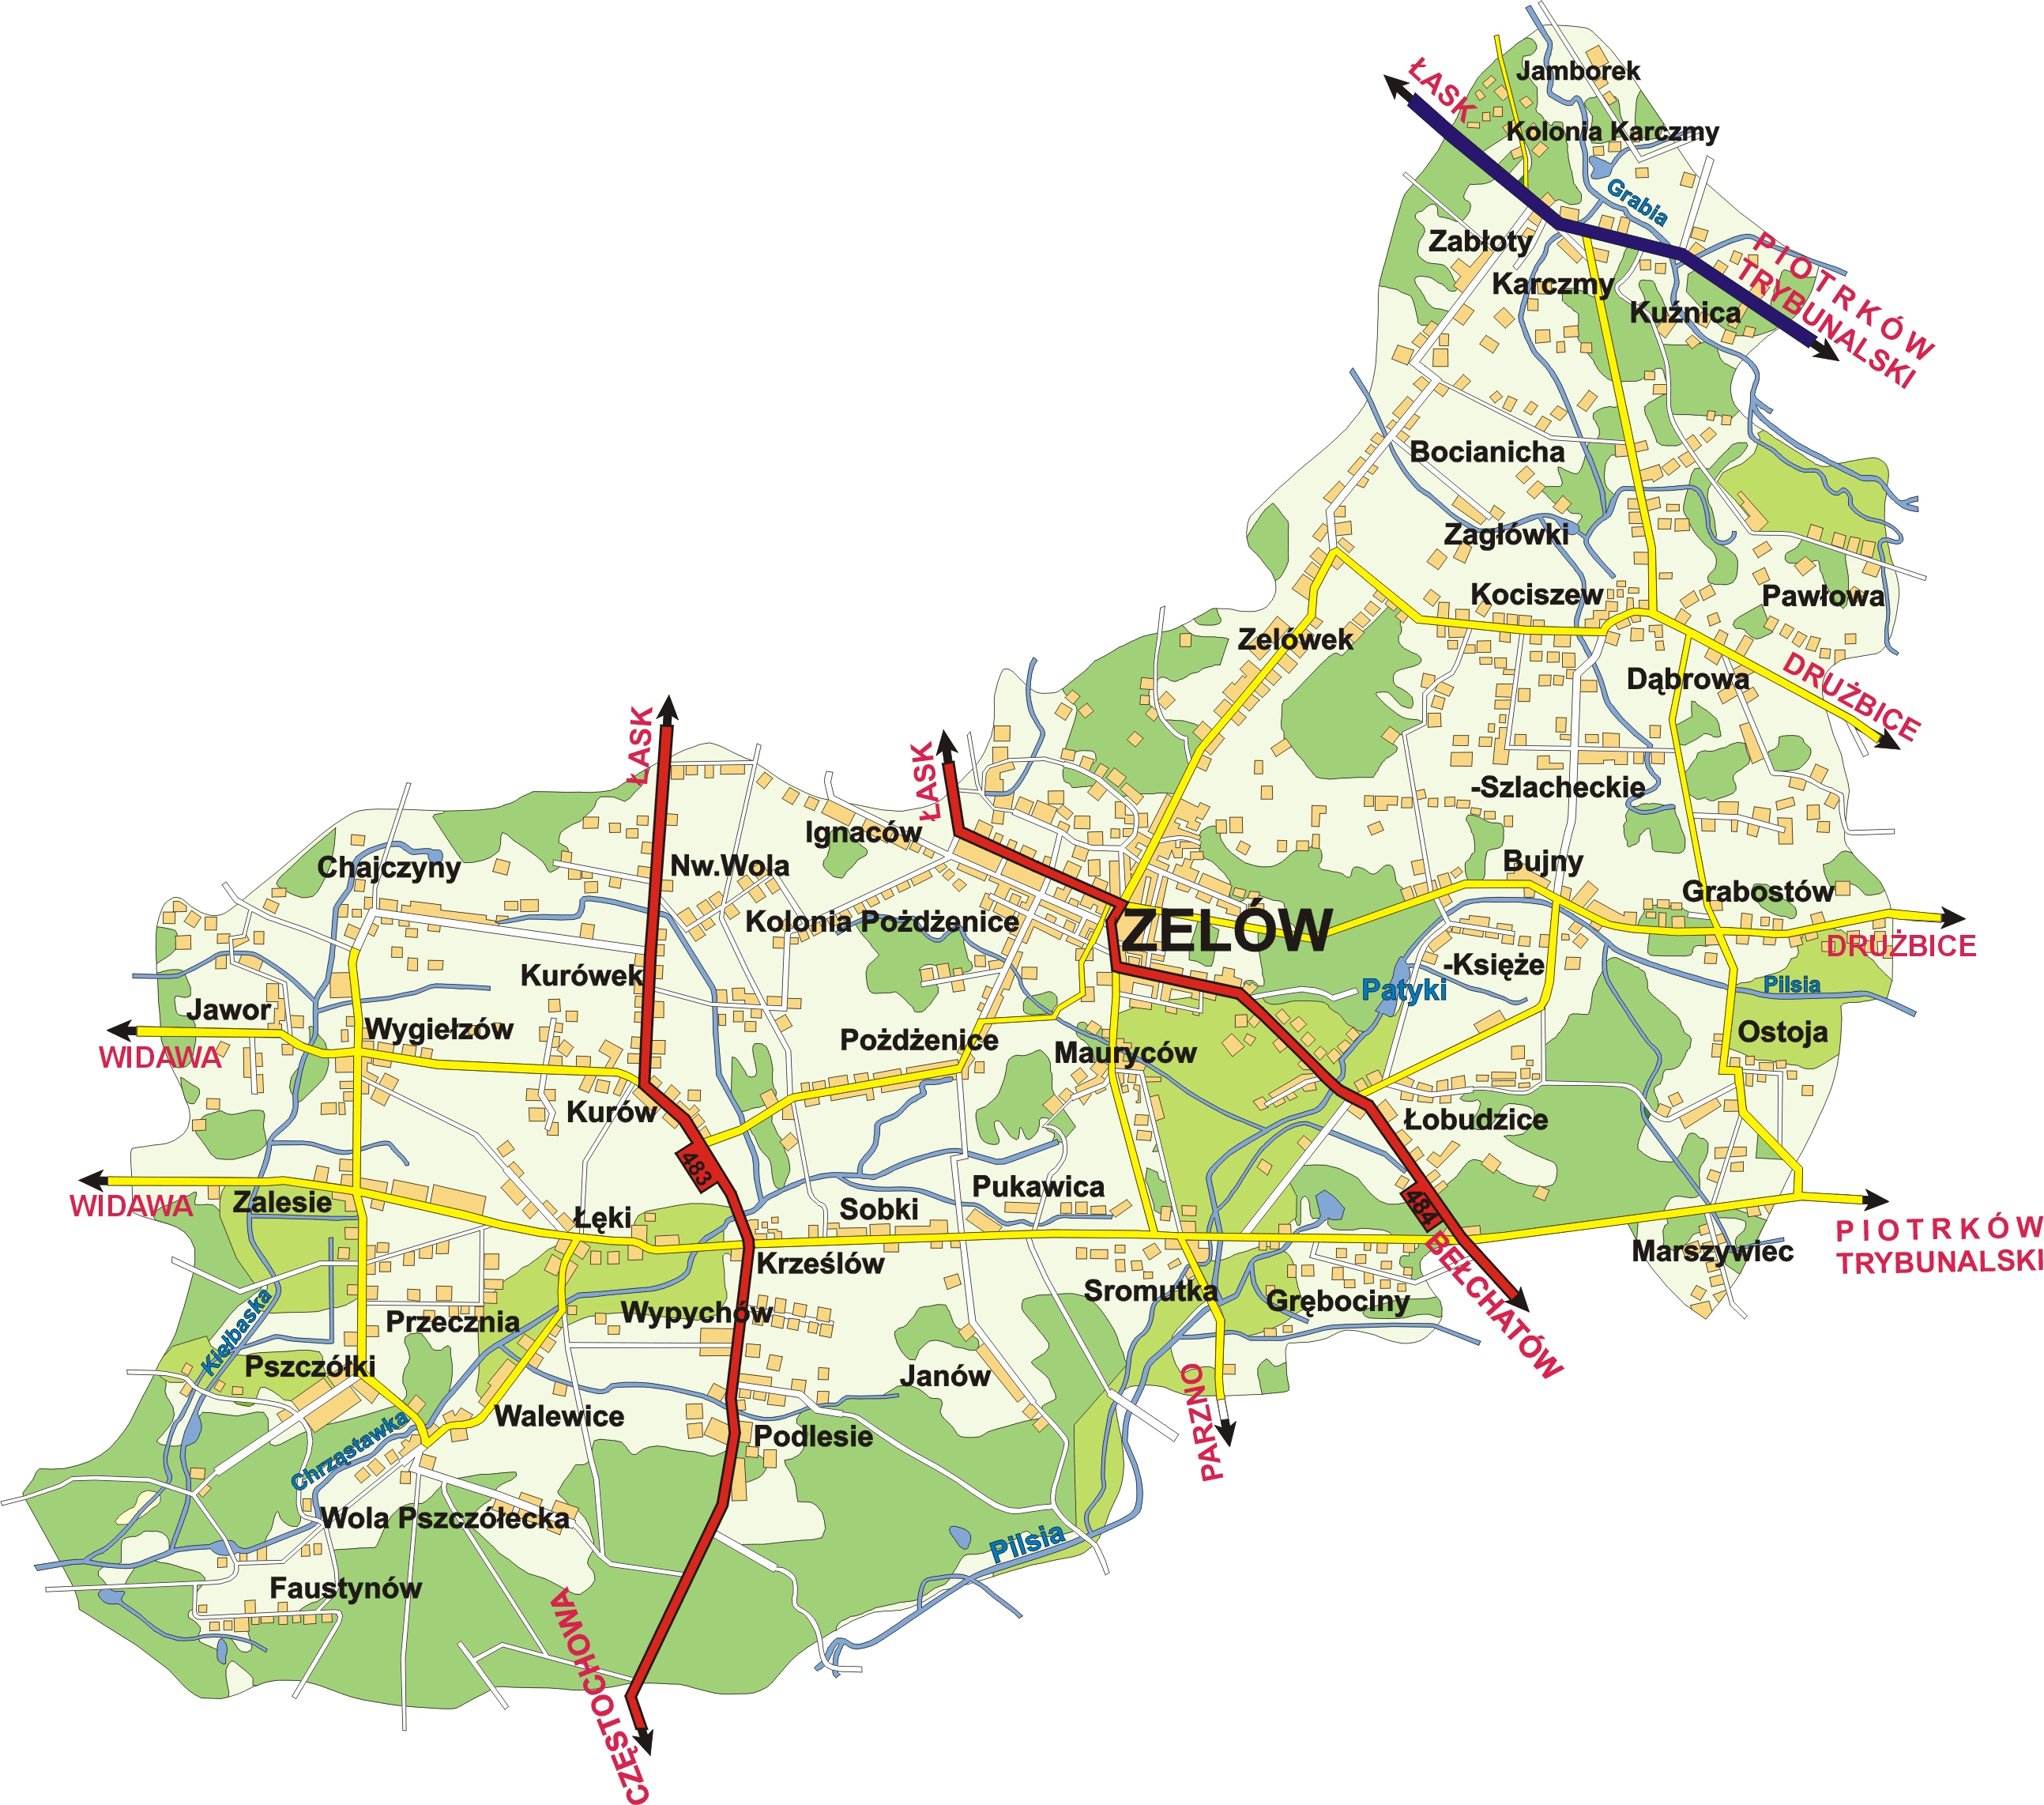 Jamborek
ŁASK
Kolonia Karczmy
Grabia
Zabłoty
PIOTRKÓW
TRYBUNALSKI
Karczmy
Kuźnica
Bocianicha
Zagłówki
Kociszew
Pawłowa
Zelówek
Dąbrowa
DRUŻBICE
ŁASK
ŁASK
-Szlacheckie
Ignaców
Chajczyny
Nw.Wola
Bujny
Grabostów
Kolonia Pożdżenice
ZELÓW
DRUŻBICE
Kurówek
-Księże
Patyki
Pilsia
Jawor
Wygiełzów
Pożdżenice
Ostoja
WIDAWA
Mauryców
Kurów
Łobudzice
483
Pukawica
Zalesie
WIDAWA
Łęki
Sobki
484
PIOTRKÓW
TRYBUNALSKI
Krześlów
Marszywiec
BEŁCHATÓW
Sromutka
Grębociny
Kiełbaska
Przecznia
Wypychów
Pszczółki
Janów
PARZNO
Walewice
Chrząstawka
Podlesie
Wola Pszczółecka
Pilsia
Faustynów
CZĘSTOCHOWA